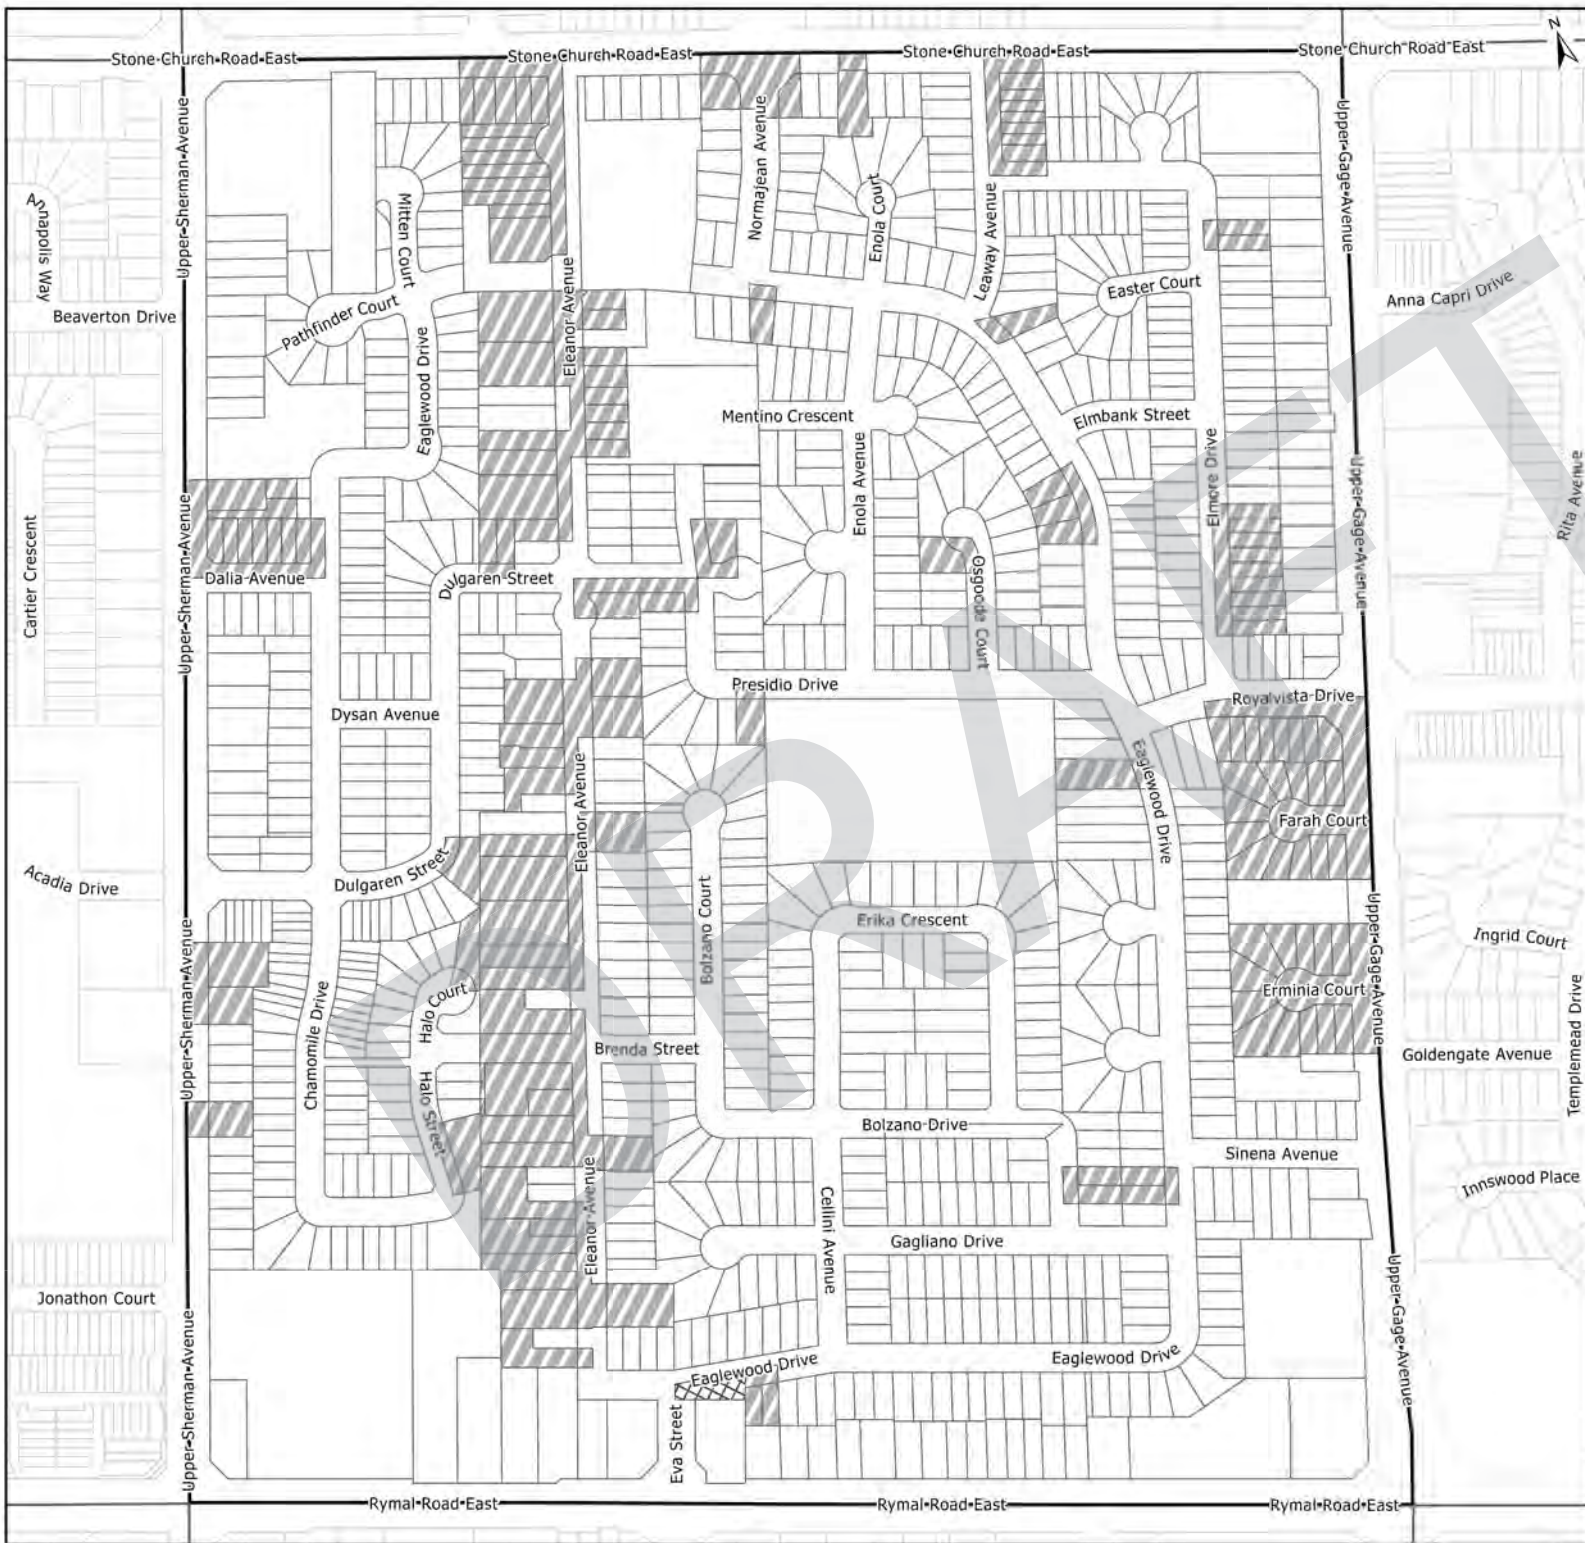 Stone Church Road East
Stone Church Road East
Stone Church Road East
Stone Church Road East
N
Upper Sherman Avenue
Normajean Avenue
Upper Gage Avenue
Annapolis Way
Mitten Court
Enola Court
Leaway Avenue
Eleanor Avenue
Easter Court
Anna Capri Drive
Beaverton Drive
Pathfinder Court
Eaglewood Drive
Mentino Crescent
Elmbank Street
Enola Avenue
Elmore Drive
Upper Gage Avenue
Rita Avenue
Upper Sherman Avenue
Cartier Crescent
Dalia Avenue
Dulgaren Street
Osgoode Court
Presidio Drive
Royalvista Drive
Dysan Avenue
Eleanor Avenue
Eaglewood Drive
Farah Court
Acadia Drive
Dulgaren Street
Bolzano Court
Erika Crescent
Upper Gage Avenue
Ingrid Court
Upper Sherman Avenue
Chamomile Drive
Halo Court
Erminia Court
Templemead Drive
Brenda Street
Goldengate Avenue
Halo Street
Bolzano Drive
Sinena Avenue
Innswood Place
Eleanor Avenue
Cellini Avenue
Gagliano Drive
Upper Gage Avenue
Jonathon Court
Upper Sherman Avenue
Eaglewood Drive
Eaglewood Drive
Eva Street
Rymal Road East
Rymal Road East
Rymal Road East
DRAFT